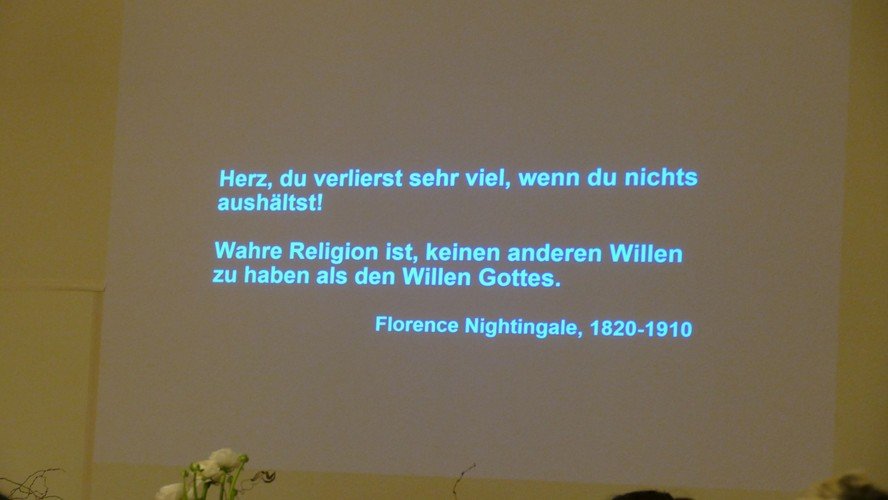 Herz, du verlierst sehr viel, wenn du nichts
aushältst!
Wahre Religion ist, keinen anderen Willen
zu haben als den Willen Gottes.
Florence Nightingale, 1820-1910